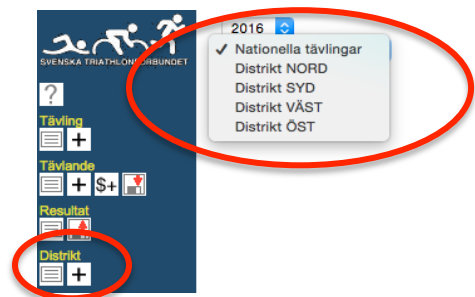 SVENSKA TRIATHLONFÖRBUNDET
?
Tävling
+
Tävlande
+ $+
Resultat
Distrikt
+
2016
✓ Nationella tävlingar
Distrikt NORD
Distrikt SYD
Distrikt VÄST
Distrikt ÖST